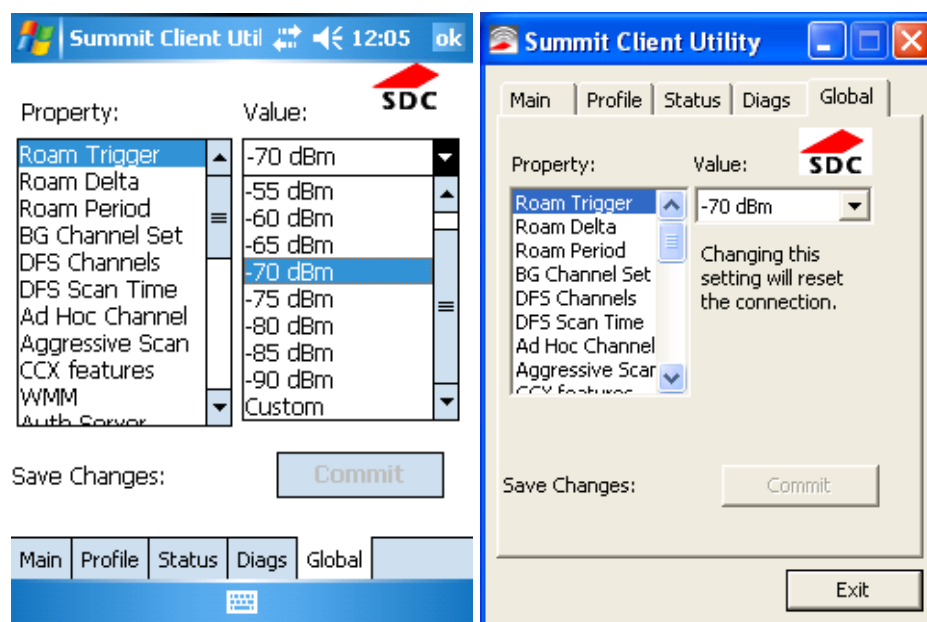 Summit Client Util 12:05 ok
SDC
Property: Value:
Roam Trigger
Roam Delta
Roam Period
BG Channel Set
DFS Channels
DFS Scan Time
Ad Hoc Channel
Aggressive Scan
CCX features
WMM
Auth Server
-70 dBm
-55 dBm
-60 dBm
-65 dBm
-70 dBm
-75 dBm
-80 dBm
-85 dBm
-90 dBm
Custom
Save Changes: Commit
Main Profile Status Diags Global
Summit Client Utility
Main Profile Status Diags Global
SDC
Property: Value:
Roam Trigger
Roam Delta
Roam Period
BG Channel Set
DFS Channels
DFS Scan Time
Ad Hoc Channel
Aggressive Scar
CCX features
-70 dBm
Changing this
setting will reset
the connection.
Save Changes: Commit
Exit